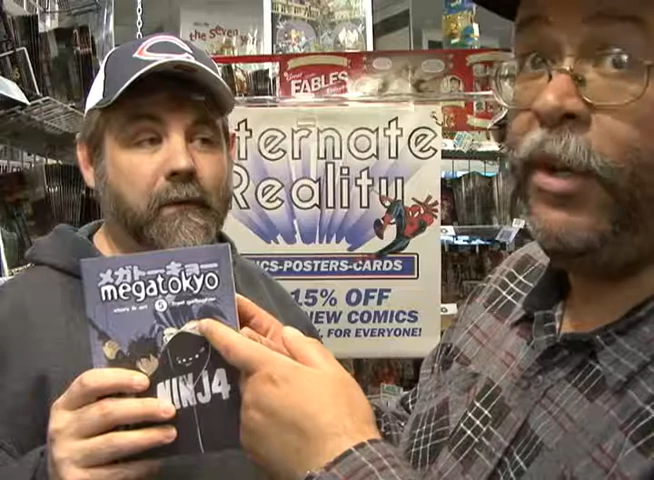 the seven
FABLES
ternate
Reality
ICS-POSTERS-CARDS
15% OFF
NEW COMICS
, FOR EVERYONE!
メガトーキョー
megatokyo
5
NINJ4